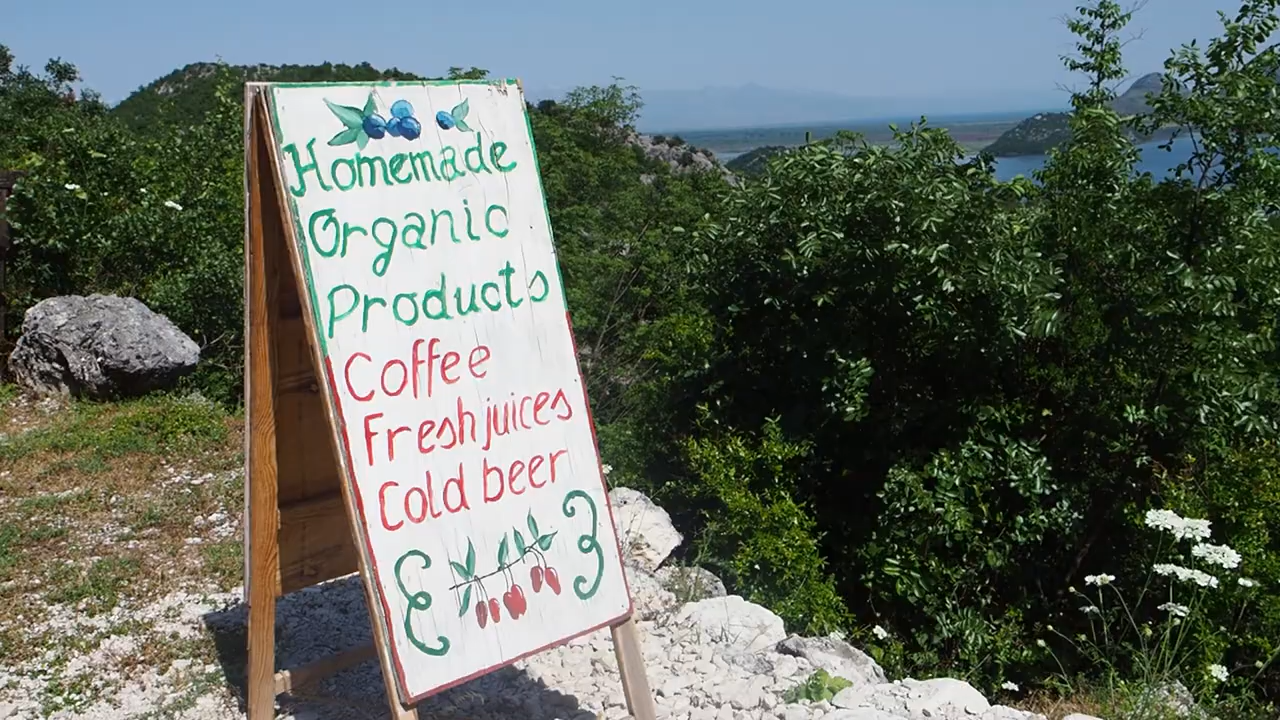 Homemade
Organic
Products
Coffee
Fresh juices
Cold beer